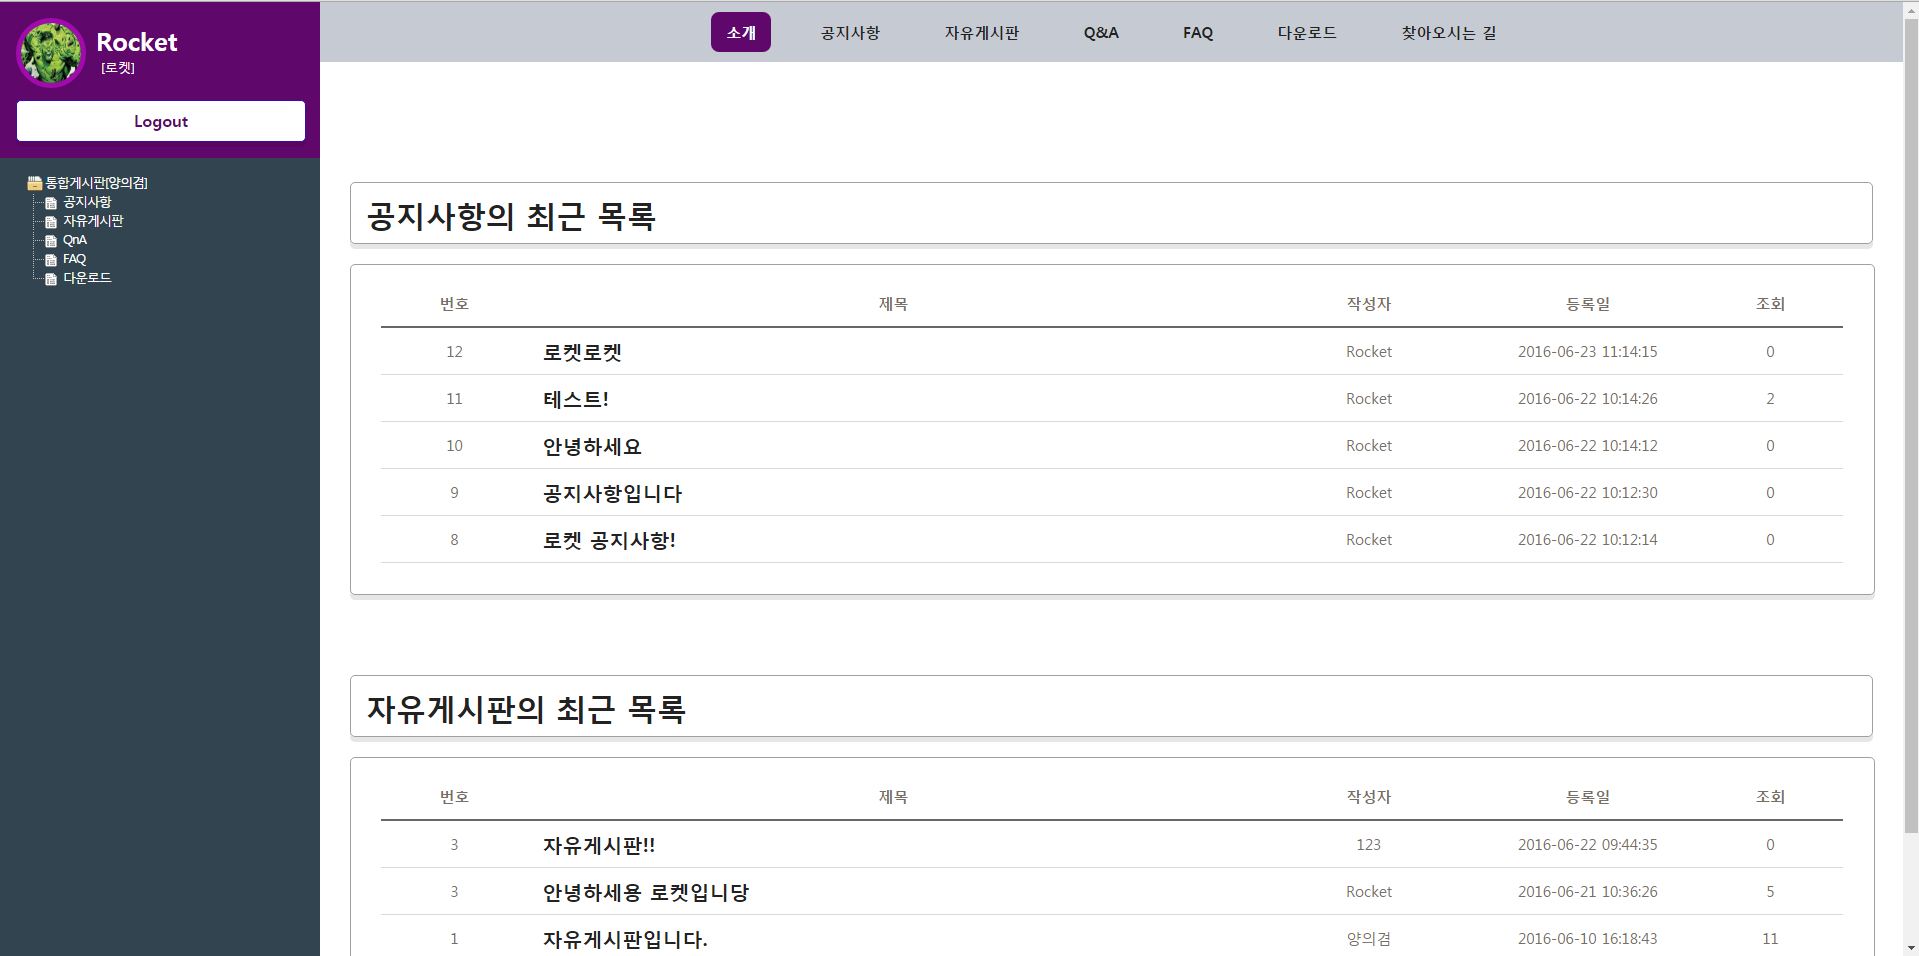 Rocket
[로켓]
Logout
통합게시판[양의겸]
공지사항
자유게시판
QnA
FAQ
다운로드
소개 공지사항 자유게시판 Q&A FAQ 다운로드 찾아오시는 길
공지사항의 최근 목록
번호 제목 작성자 등록일 조회
12 로켓로켓 Rocket 2016-06-23 11:14:15 0
11 테스트! Rocket 2016-06-22 10:14:26 2
10 안녕하세요 Rocket 2016-06-22 10:14:12 0
9 공지사항입니다 Rocket 2016-06-22 10:12:30 0
8 로켓 공지사항! Rocket 2016-06-22 10:12:14 0
자유게시판의 최근 목록
번호 제목 작성자 등록일 조회
3 자유게시판!! 123 2016-06-22 09:44:35 0
3 안녕하세용 로켓입니당 Rocket 2016-06-21 10:36:26 5
1 자유게시판입니다. 양의겸 2016-06-10 16:18:43 11